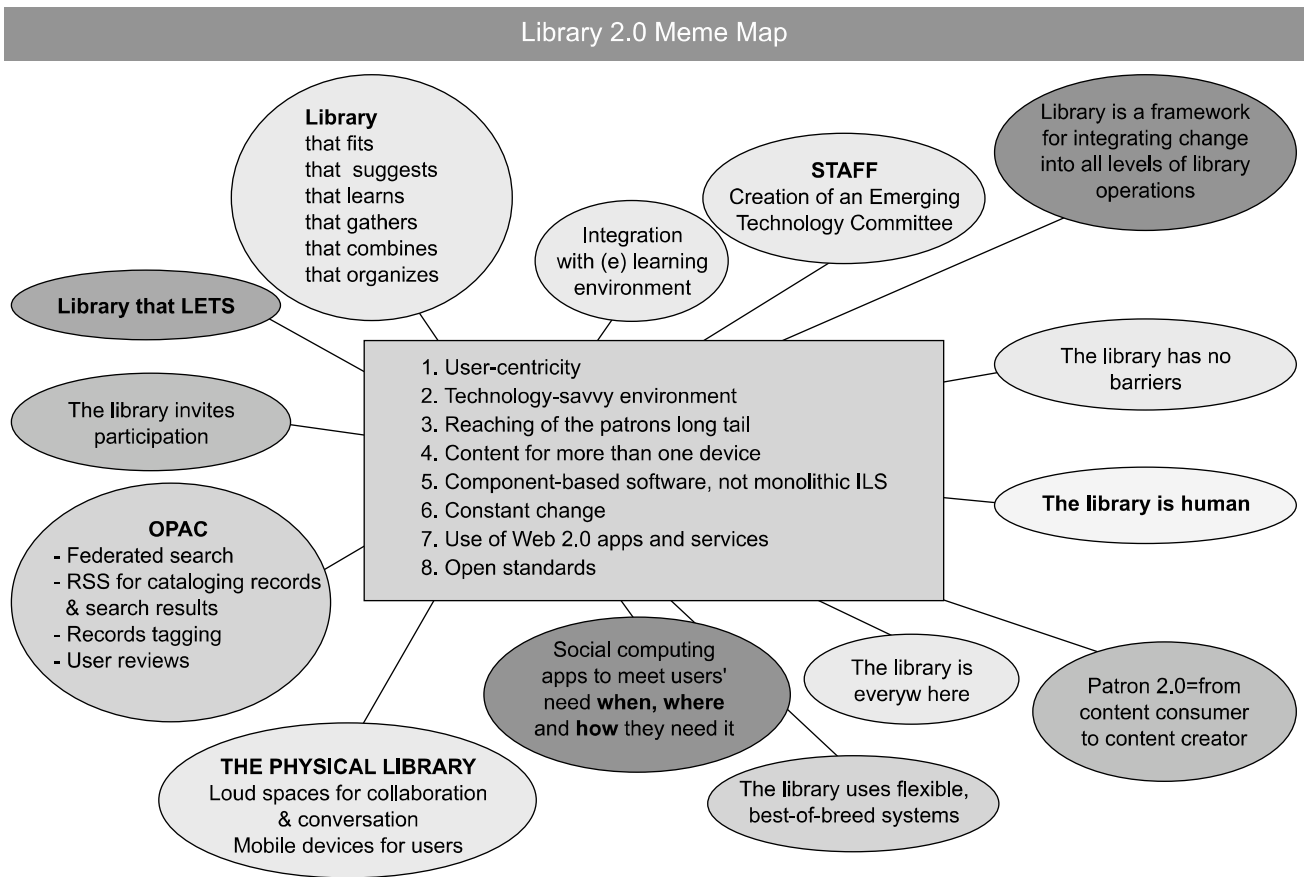 Library 2.0 Meme Map
Library
that fits
that suggests
that learns
that gathers
that combines
that organizes
Integration
with (e) learning
environment
STAFF
Creation of an Emerging
Technology Committee
Library is a framework
for integrating change
into all levels of library
operations
Library that LETS
The library invites
participation
OPAC
- Federated search
- RSS for cataloging records
& search results
- Records tagging
- User reviews
1. User-centricity
2. Technology-savvy environment
3. Reaching of the patrons long tail
4. Content for more than one device
5. Component-based software, not monolithic ILS
6. Constant change
7. Use of Web 2.0 apps and services
8. Open standards
The library has no
barriers
The library is human
THE PHYSICAL LIBRARY
Loud spaces for collaboration
& conversation
Mobile devices for users
Social computing
apps to meet users'
need when, where
and how they need it
The library uses flexible,
best-of-breed systems
The library is
everyw here
Patron 2.0=from
content consumer
to content creator